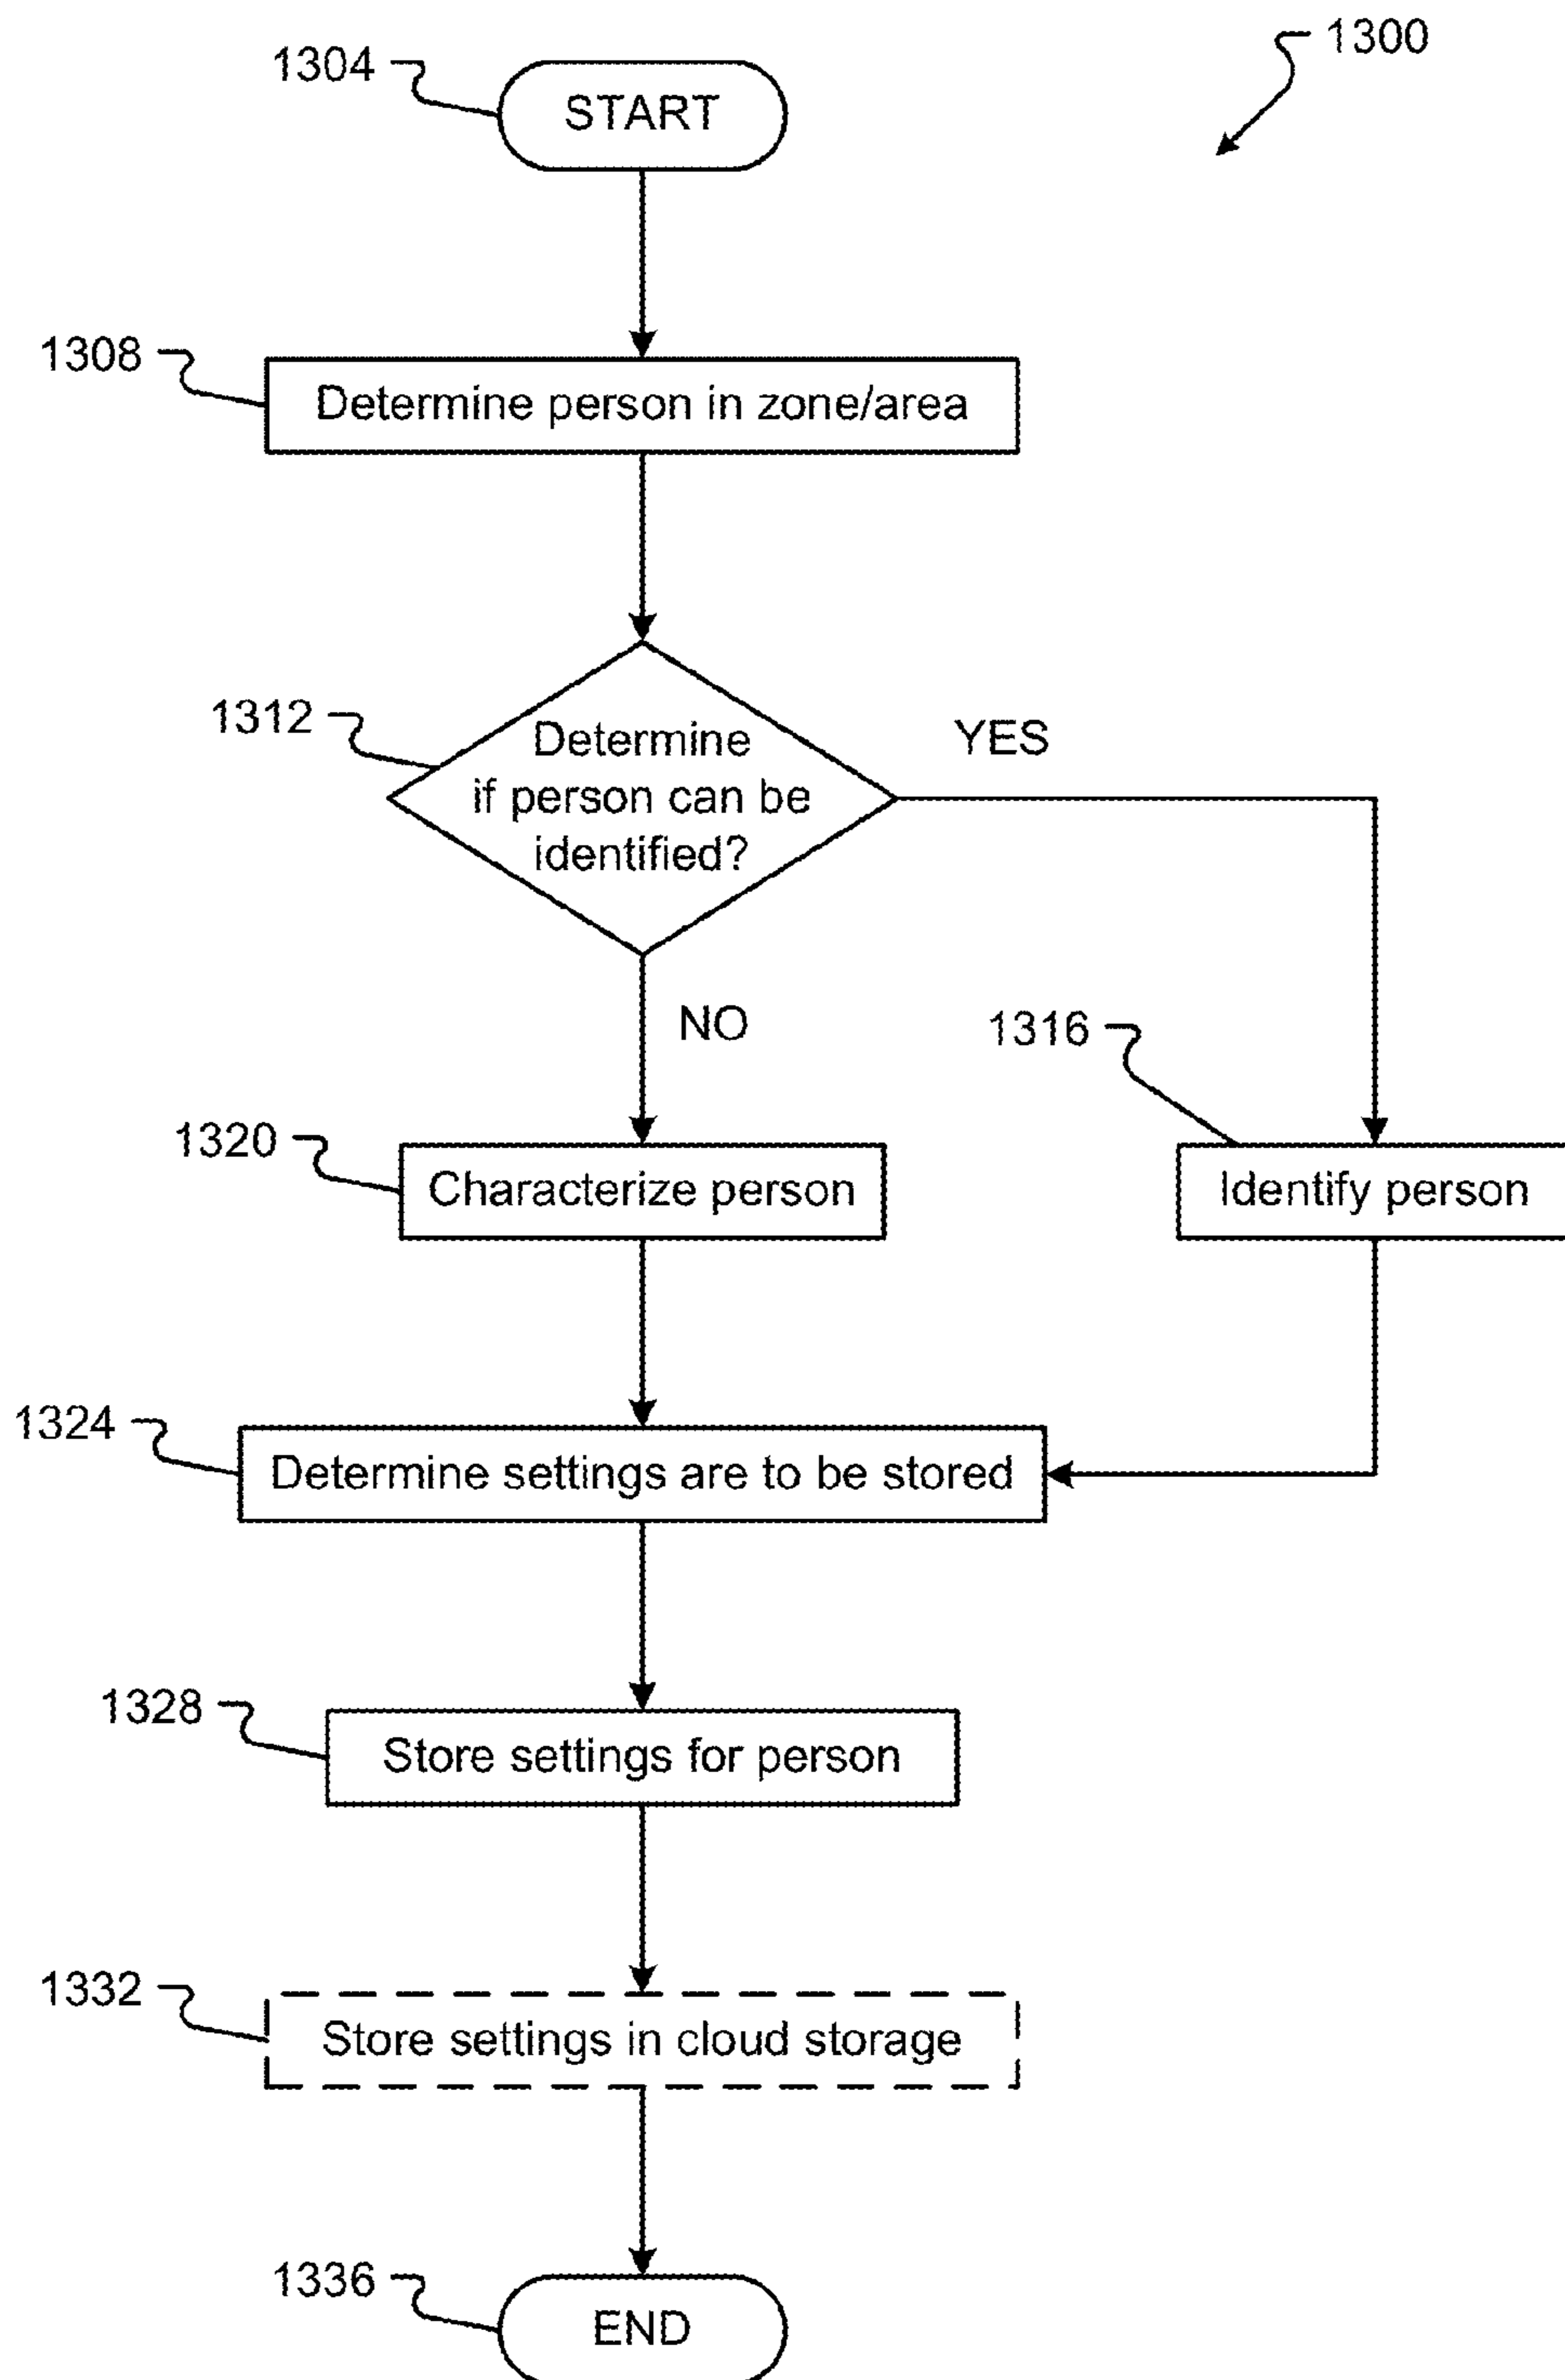 1300
1304
START
1308
Determine person in zone/area
1312
Determine
if person can be
identified?
YES
NO
1316
1320
Characterize person
Identify person
1324
Determine settings are to be stored
1328
Store settings for person
1332
Store settings in cloud storage
1336
END